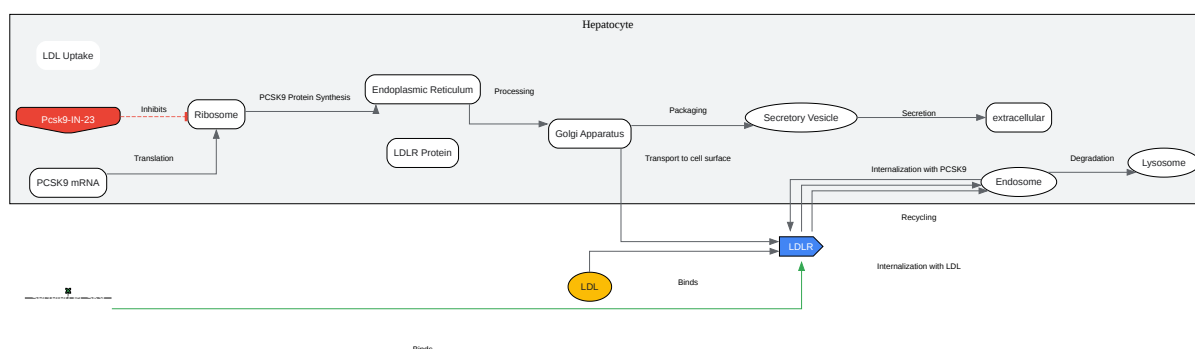 Hepatocyte
LDL Uptake
Pcsk9-IN-23
Inhibits
Ribosome
PCSK9 Protein Synthesis
Endoplasmic Reticulum
Processing
Golgi Apparatus
Packaging
Secretory Vesicle
Secretion
extracellular
LDLR Protein
Translation
PCSK9 mRNA
Transport to cell surface
Internalization with PCSK9
Endosome
Degradation
Lysosome
Recycling
LDLR
Internalization with LDL
LDL
Binds
Binds